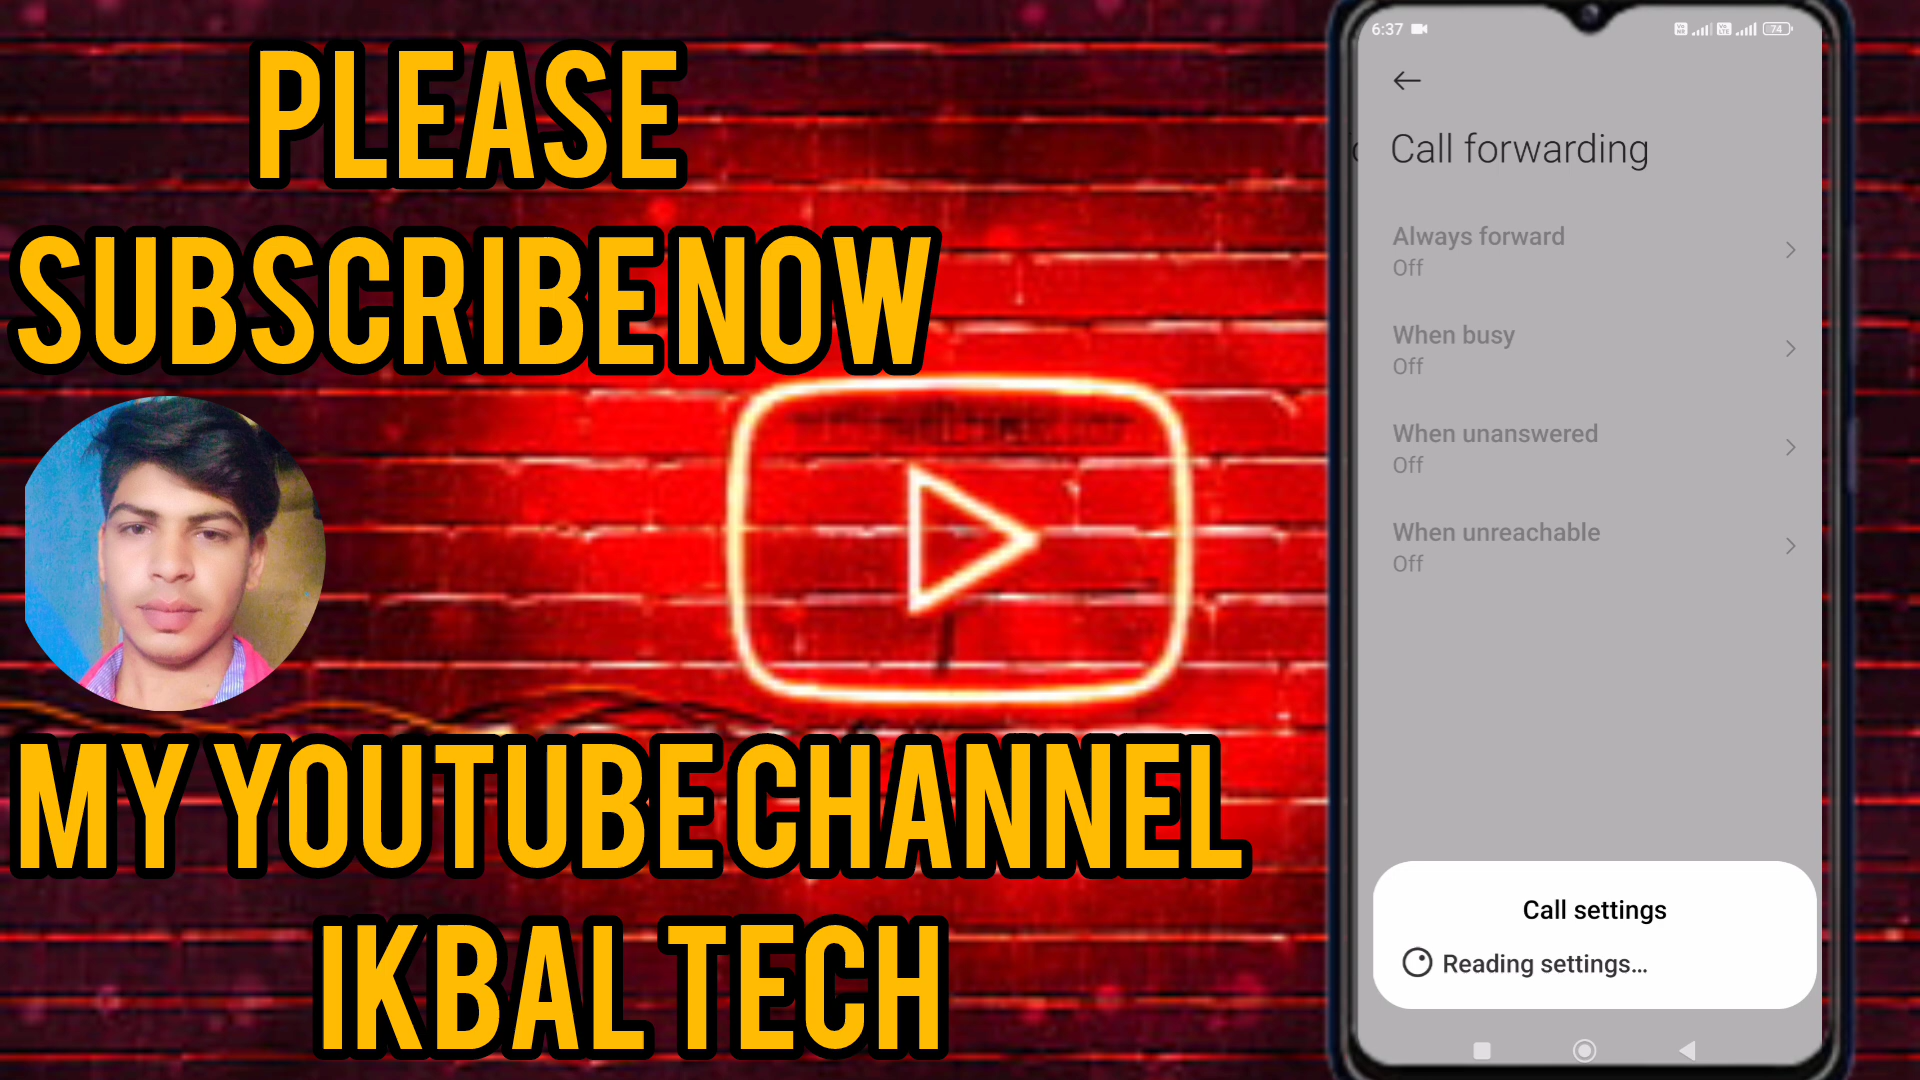 PLEASE
SUBSCRIBE NOW
MY YOUTUBE CHANNEL
IKBAL TECH
6:37
74
Call forwarding
Always forward
Off
When busy
Off
When unanswered
Off
When unreachable
Off
Call settings
Reading settings...